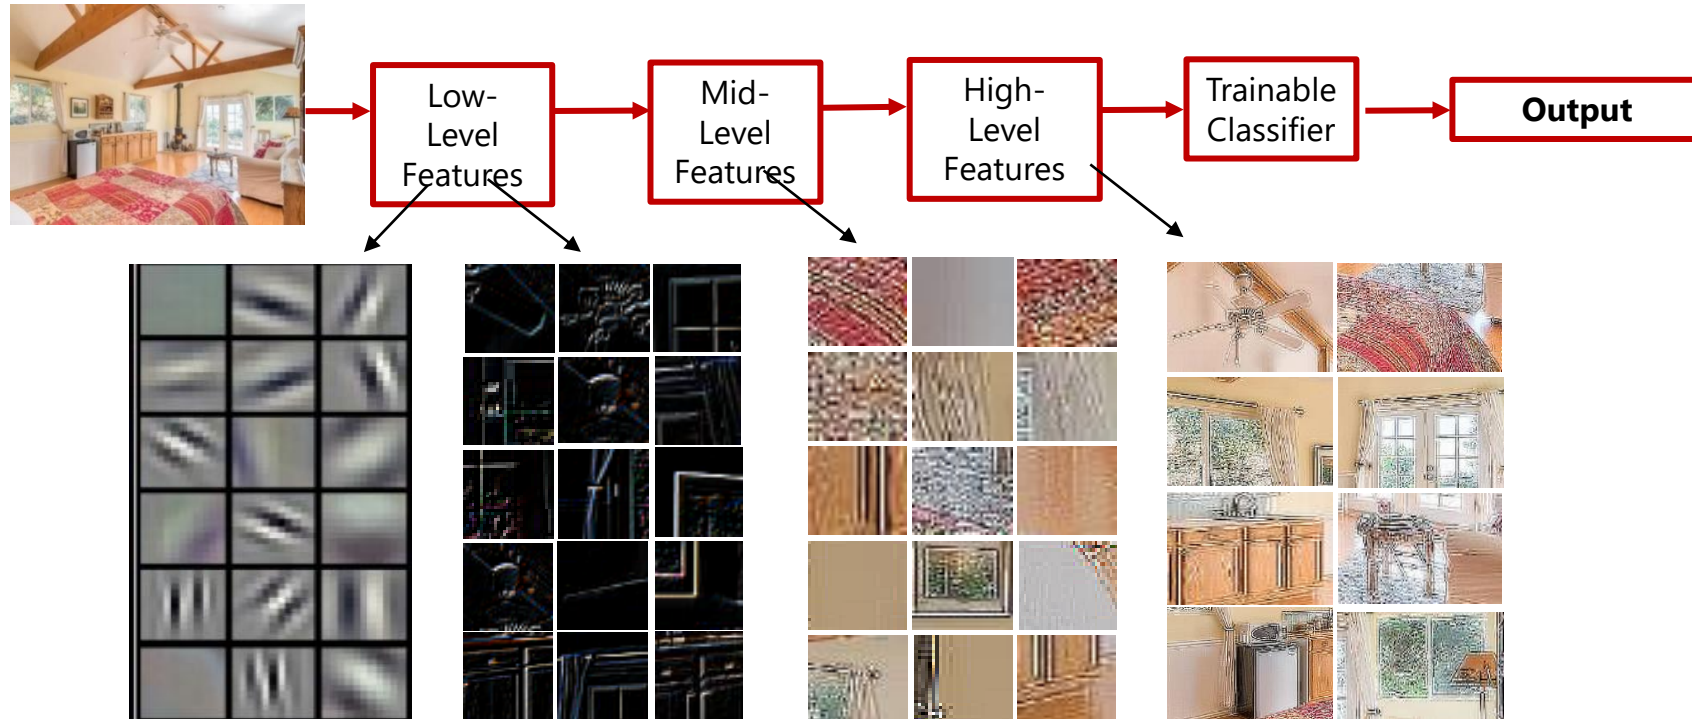 Low-
Level
Features
Mid-
Level
Features
High-
Level
Features
Trainable
Classifier
Output